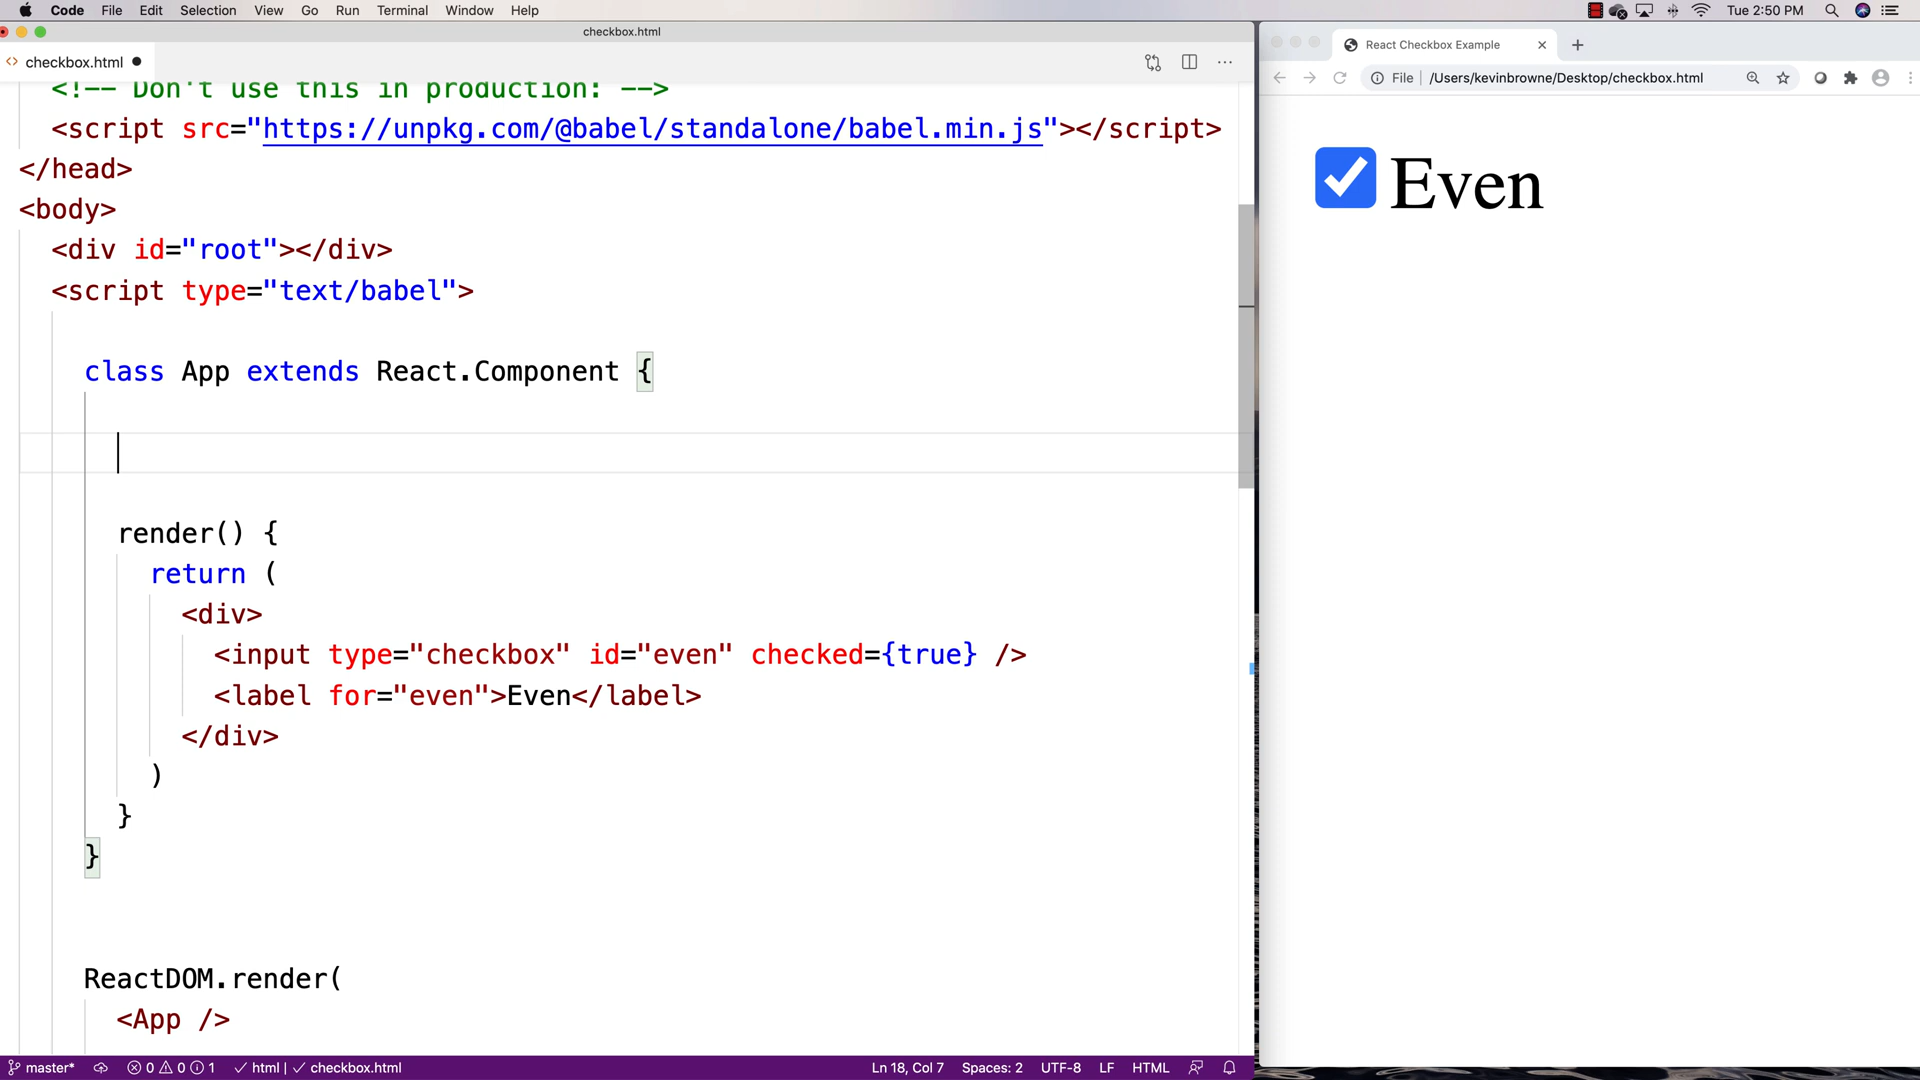 Code File Edit Selection View Go Run Terminal Window Help Tue 2:50 PM
checkbox.html
checkbox.html
<!-- Don't use this in production: -->
<script src="https://unpkg.com/@babel/standalone/babel.min.js"></script>
</head>
<body>
<div id="root"></div>
<script type="text/babel">
class App extends React.Component {
render() {
return (
<div>
<input type="checkbox" id="even" checked={true} />
<label for="even">Even</label>
</div>
)
}
}
ReactDOM.render(
<App />
master* 0 0 1 html | checkbox.html Ln 18, Col 7 Spaces: 2 UTF-8 LF HTML
React Checkbox Example
File /Users/kevinbrowne/Desktop/checkbox.html
Even